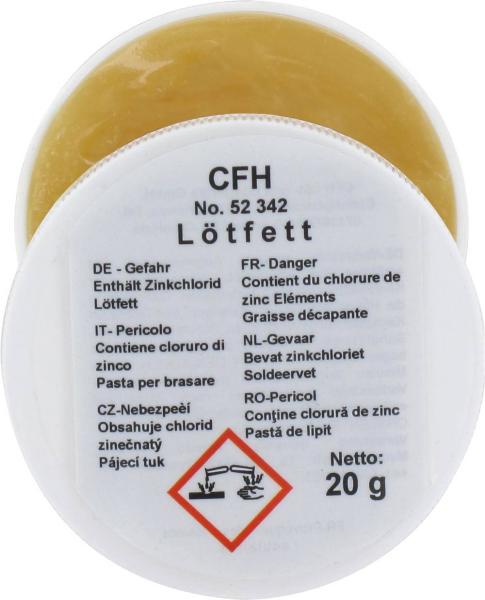 CFH
No. 52 342
Lötfett
DE - Gefahr
Enthält Zinkchlorid
Lötfett
IT- Pericolo
Contiene cloruro di
zinco
Pasta per brasare
CZ-Nebezpeèí
Obsahuje chlorid
zinečnatý
Pájecí tuk
FR- Danger
Contient du chlorure de
zinc Eléments
Graisse décapante
NL-Gevaar
Bevat zinkchloriet
Soldeervet
RO-Pericol
Conţine clorură de zinc
Pastă de lipit
Netto:
20 g